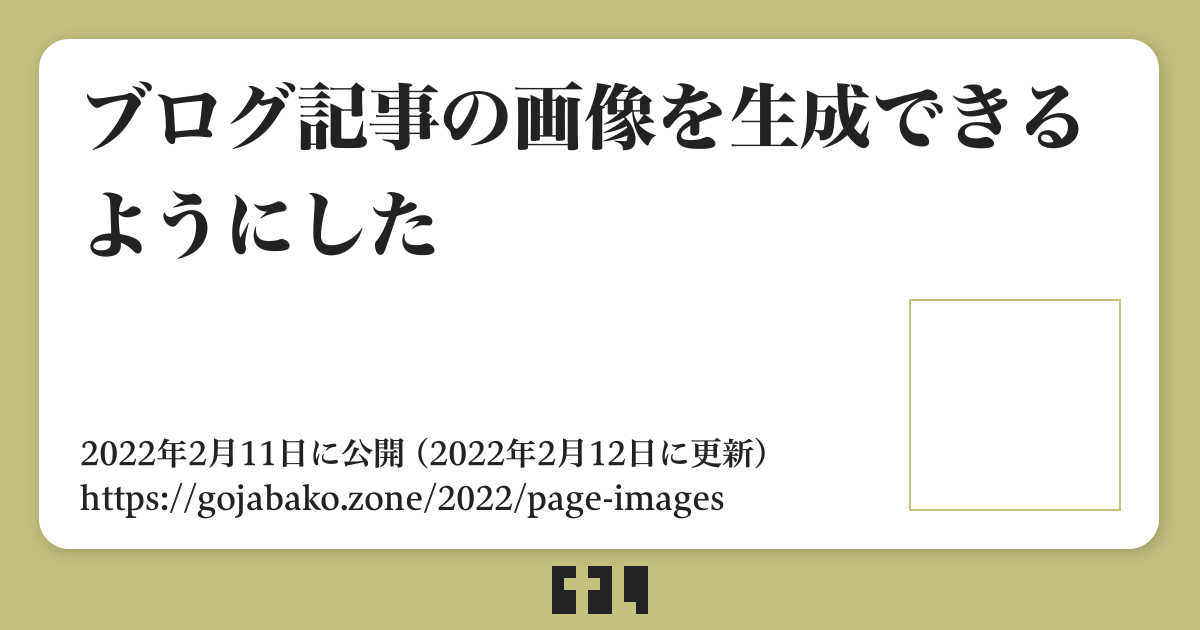 ブログ記事の画像を生成できる
ようにした
2022年2月11日に公開（2022年2月12日に更新）
https://gojabako.zone/2022/page-images